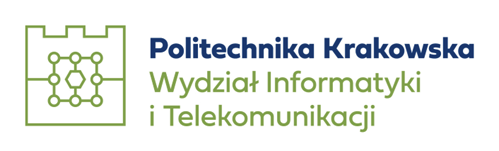 Politechnika Krakowska
Wydział Informatyki
i Telekomunikacji